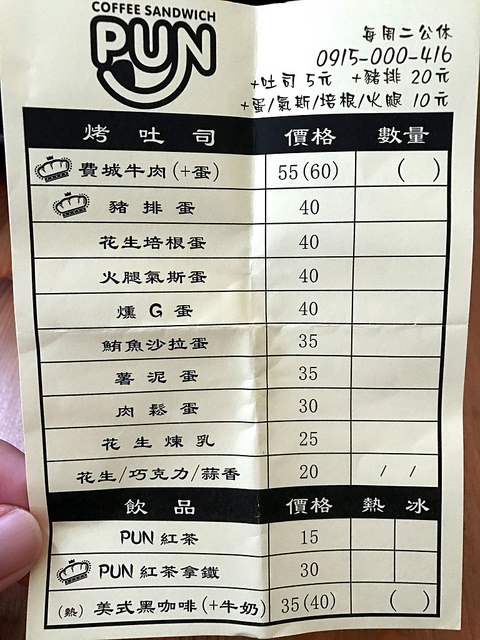 COFFEE SANDWICH
PUN
每周二公休
0915-000-416
+吐司 5元 +豬排 20元
+蛋/氣斯/培根/火腿 10元
烤吐司 價格 數量
費城牛肉(+蛋) 55(60) ( )
豬排蛋 40
花生培根蛋 40
火腿氣斯蛋 40
燻G蛋 40
鮪魚沙拉蛋 35
薯泥蛋 35
肉鬆蛋 30
花生煉乳 25
花生/巧克力/蒜香 20 / /
飲品 價格 熱 冰
PUN 紅茶 15
PUN 紅茶拿鐵 30
(熱) 美式黑咖啡(+牛奶) 35(40) ( )